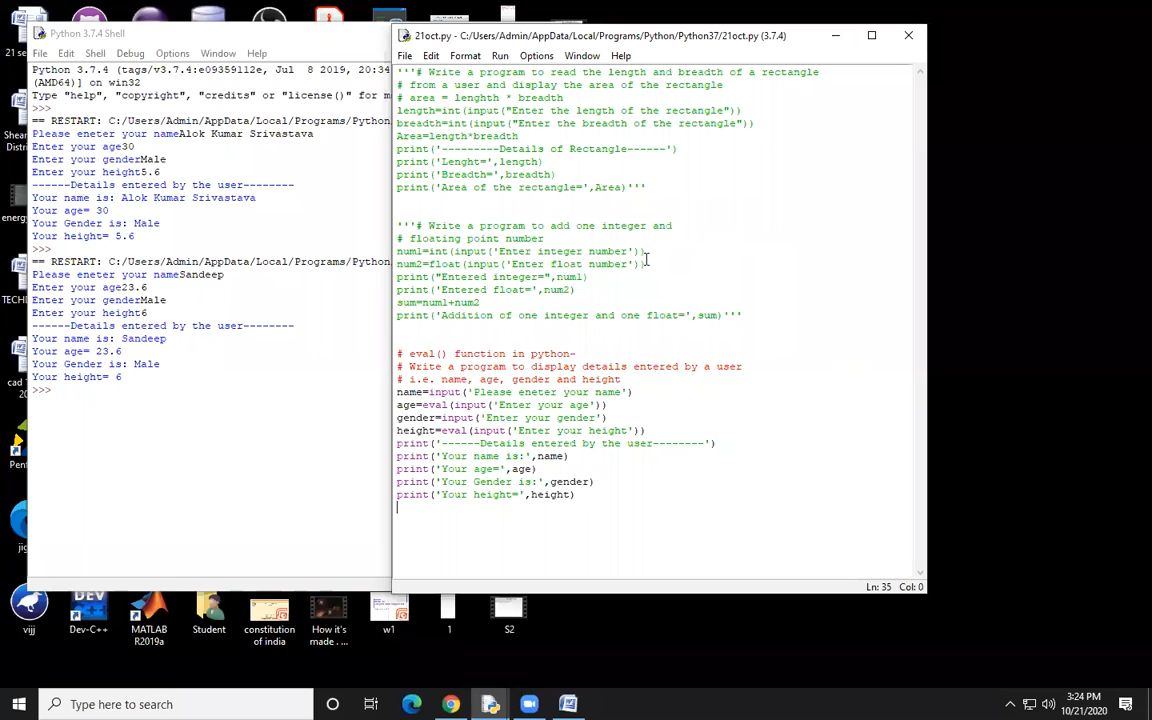 Python 3.7.4 Shell
File Edit Shell Debug Options Window Help
Python 3.7.4 (tags/v3.7.4:e09359112e, Jul 8 2019, 20:34
(AMD64)] on win32
Type "help", "copyright", "credits" or "license()" for m
>>>
== RESTART: C:/Users/Admin/AppData/Local/Programs/Python
Please eneter your nameAlok Kumar Srivastava
Enter your age30
Enter your genderMale
Enter your height5.6
------Details entered by the user--------
Your name is: Alok Kumar Srivastava
Your age= 30
Your Gender is: Male
Your height= 5.6
>>>
== RESTART: C:/Users/Admin/AppData/Local/Programs/Python
Please eneter your nameSandeep
Enter your age23.6
Enter your genderMale
Enter your height6
------Details entered by the user--------
Your name is: Sandeep
Your age= 23.6
Your Gender is: Male
Your height= 6
>>>
21oct.py - C:/Users/Admin/AppData/Local/Programs/Python/Python37/21oct.py (3.7.4)
File Edit Format Run Options Window Help
'''# Write a program to read the length and breadth of a rectangle
# from a user and display the area of the rectangle
# area = lenghth * breadth
length=int(input("Enter the length of the rectangle"))
breadth=int(input("Enter the breadth of the rectangle"))
Area=length*breadth
print('---------Details of Rectangle------')
print('Lenght=',length)
print('Breadth=',breadth)
print('Area of the rectangle=',Area)'''
'''# Write a program to add one integer and
# floating point number
num1=int(input('Enter integer number'))
num2=float(input('Enter float number'))
print("Entered integer=",num1)
print('Entered float=',num2)
sum=num1+num2
print('Addition of one integer and one float=',sum)'''
# eval() function in python-
# Write a program to display details entered by a user
# i.e. name, age, gender and height
name=input('Please eneter your name')
age=eval(input('Enter your age'))
gender=input('Enter your gender')
height=eval(input('Enter your height'))
print('------Details entered by the user--------')
print('Your name is:',name)
print('Your age=',age)
print('Your Gender is:',gender)
print('Your height=',height)
Ln: 35 Col: 0
21 se
Shear
Distri
energy
TECHI
cad T
20
Pent
jig
vijj
Dev-C++
MATLAB
R2019a
Student
constitution
of india
How it's
made . ...
w1
1
S2
Type here to search
3:24 PM
10/21/2020